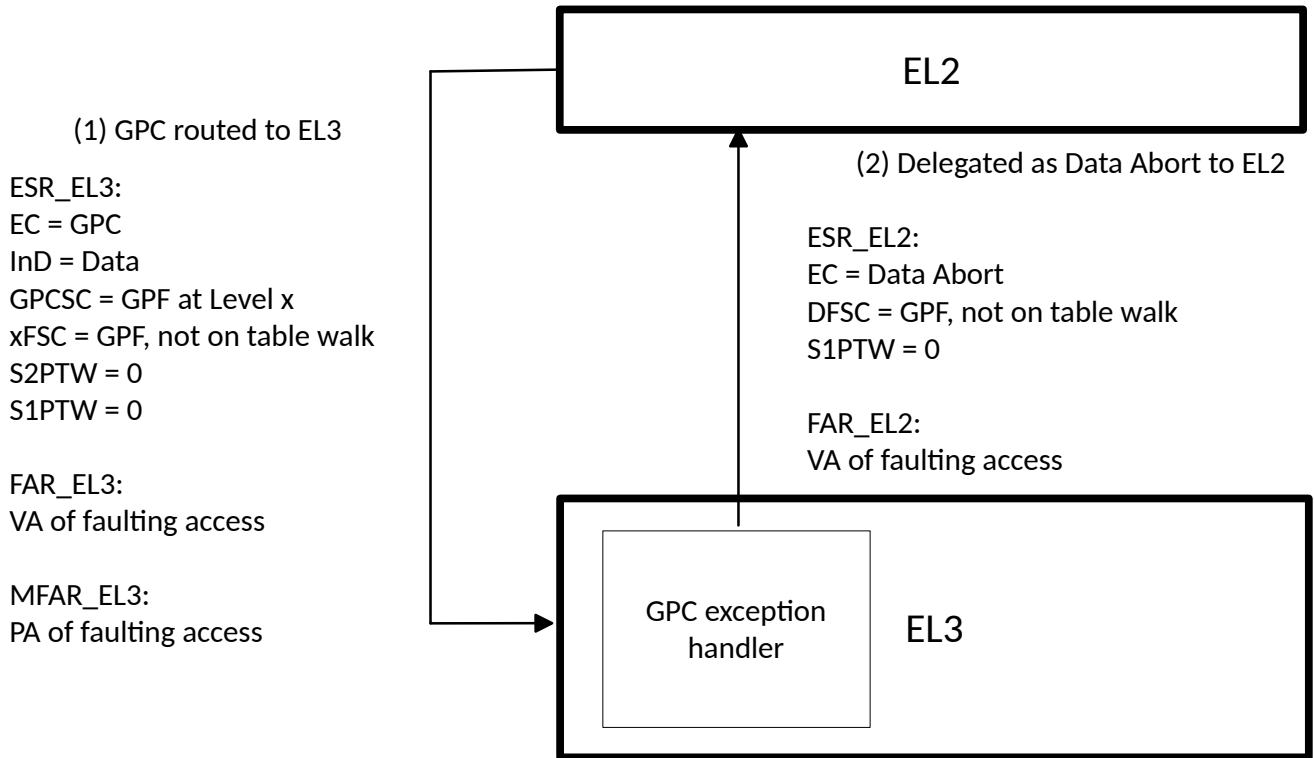 EL2
(1) GPC routed to EL3
ESR_EL3:
EC = GPC
InD = Data
GPCSC = GPF at Level x
xFSC = GPF, not on table walk
S2PTW = 0
S1PTW = 0
FAR_EL3:
VA of faulting access
MFAR_EL3:
PA of faulting access
(2) Delegated as Data Abort to EL2
ESR_EL2:
EC = Data Abort
DFSC = GPF, not on table walk
S1PTW = 0
FAR_EL2:
VA of faulting access
GPC exception
handler
EL3